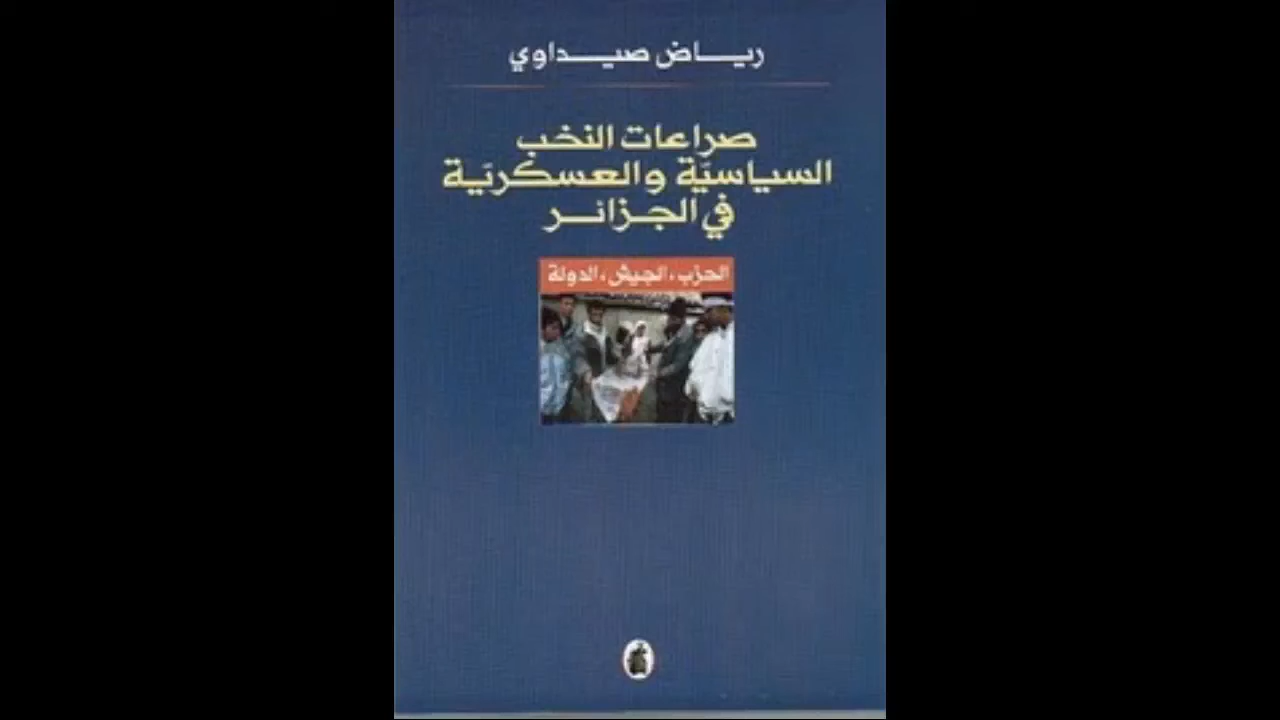 رياض صيداوي
صراعات النخب
السياسيّة والعسكريّة
في الجزائر
الحزب، الجيش، الدولة